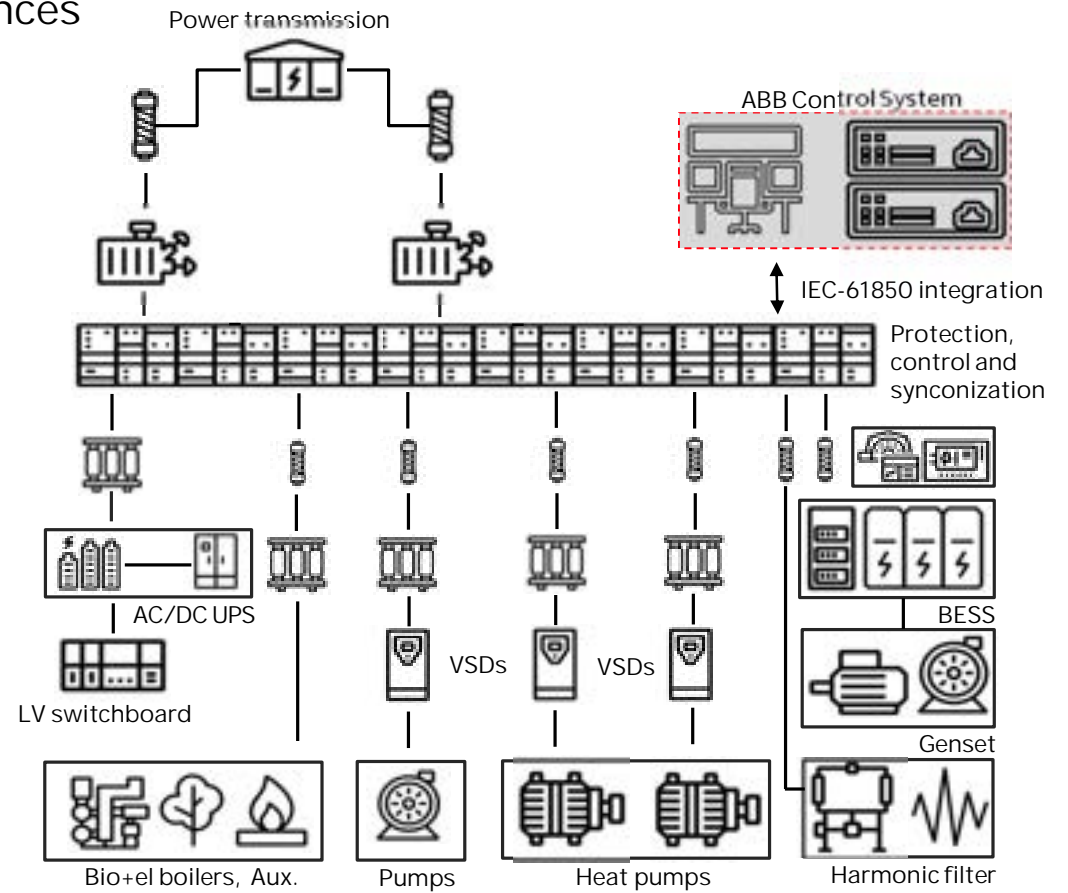 nces
Power transmission
ABB Control System
IEC-61850 integration
Protection,
control and
synconization
AC/DC UPS
BESS
VSDs
VSDs
LV switchboard
Genset
Bio+el boilers, Aux.
Pumps
Heat pumps
Harmonic filter